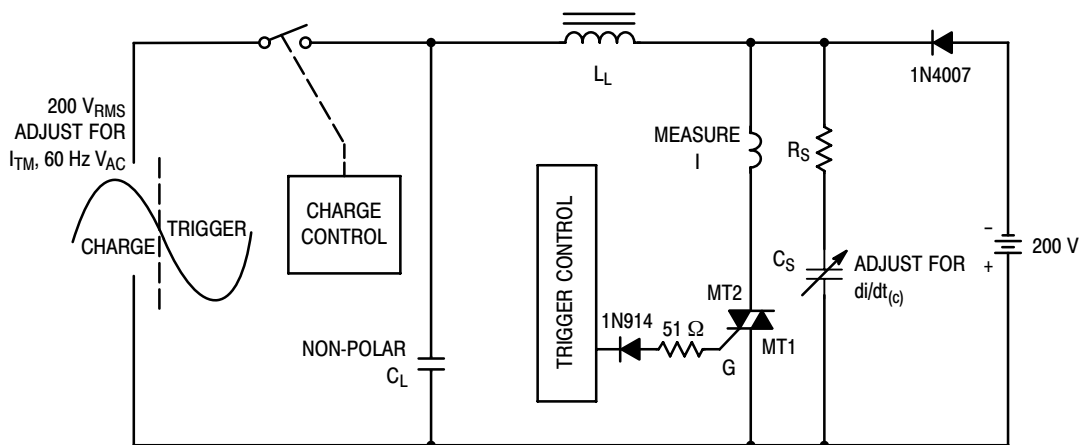 200 VRMS
ADJUST FOR
ITM, 60 Hz VAC
CHARGE
TRIGGER
CHARGE
CONTROL
NON-POLAR
CL
LL
TRIGGER CONTROL
MEASURE
I
RS
1N4007
CS
ADJUST FOR
di/dt(c)
–
+
200 V
MT2
1N914
51 Ω
G
MT1